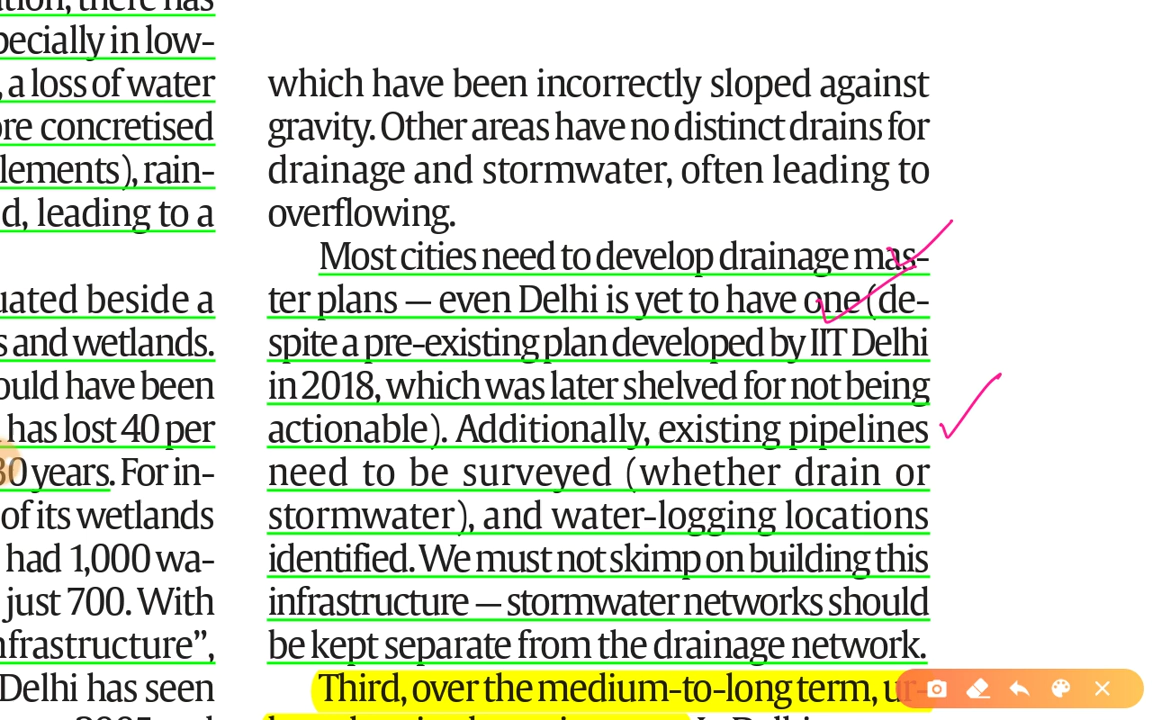 ation, there has
pecially in low-
, a loss of water
ore concretised
lements), rain-
d, leading to a
uated beside a
s and wetlands.
ould have been
has lost 40 per
30 years. For in-
of its wetlands
had 1,000 wa-
just 700. With
nfrastructure”,
Delhi has seen
which have been incorrectly sloped against
gravity. Other areas have no distinct drains for
drainage and stormwater, often leading to
overflowing.
Most cities need to develop drainage mas-
ter plans — even Delhi is yet to have one (de-
spite a pre-existing plan developed by IIT Delhi
in 2018, which was later shelved for not being
actionable). Additionally, existing pipelines
need to be surveyed (whether drain or
stormwater), and water-logging locations
identified. We must not skimp on building this
infrastructure — stormwater networks should
be kept separate from the drainage network.
Third, over the medium-to-long term, ur-